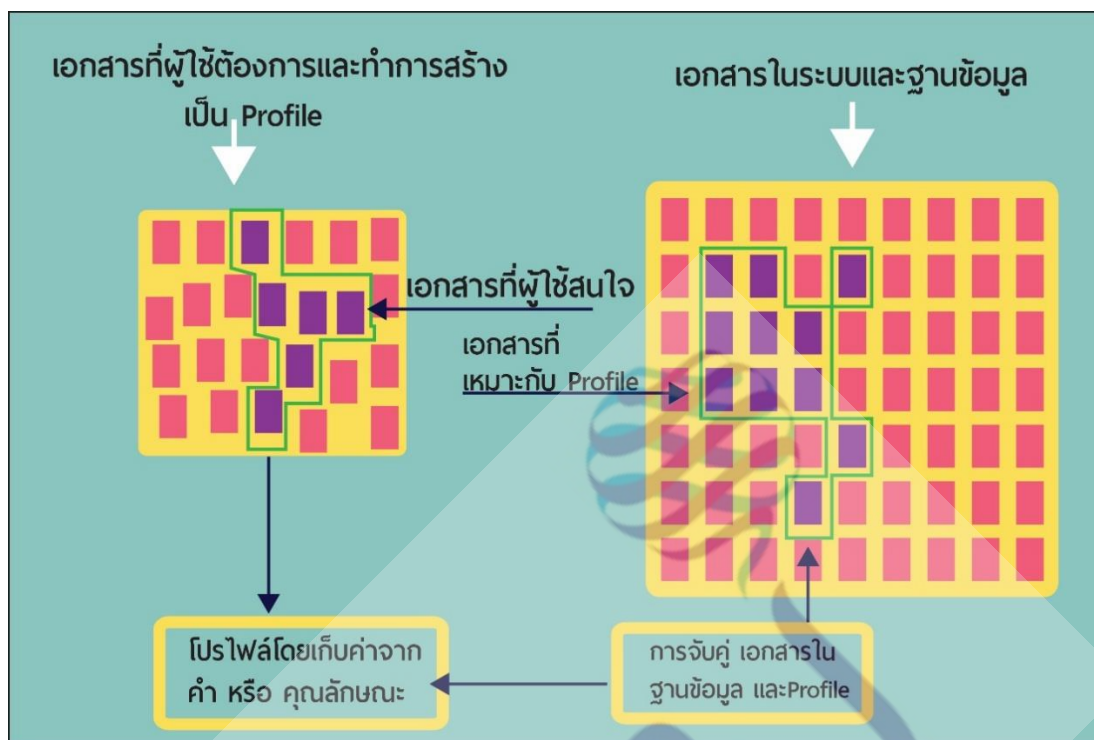 เอกสารที่ผู้ใช้ต้องการและทำการสร้าง
เป็น Profile
เอกสารในระบบและฐานข้อมูล
เอกสารที่ผู้ใช้สนใจ
เอกสารที่
เหมาะกับ Profile
โปรไฟล์โดยเก็บค่าจาก
คำ หรือ คุณลักษณะ
การจับคู่ เอกสารใน
ฐานข้อมูล และProfile